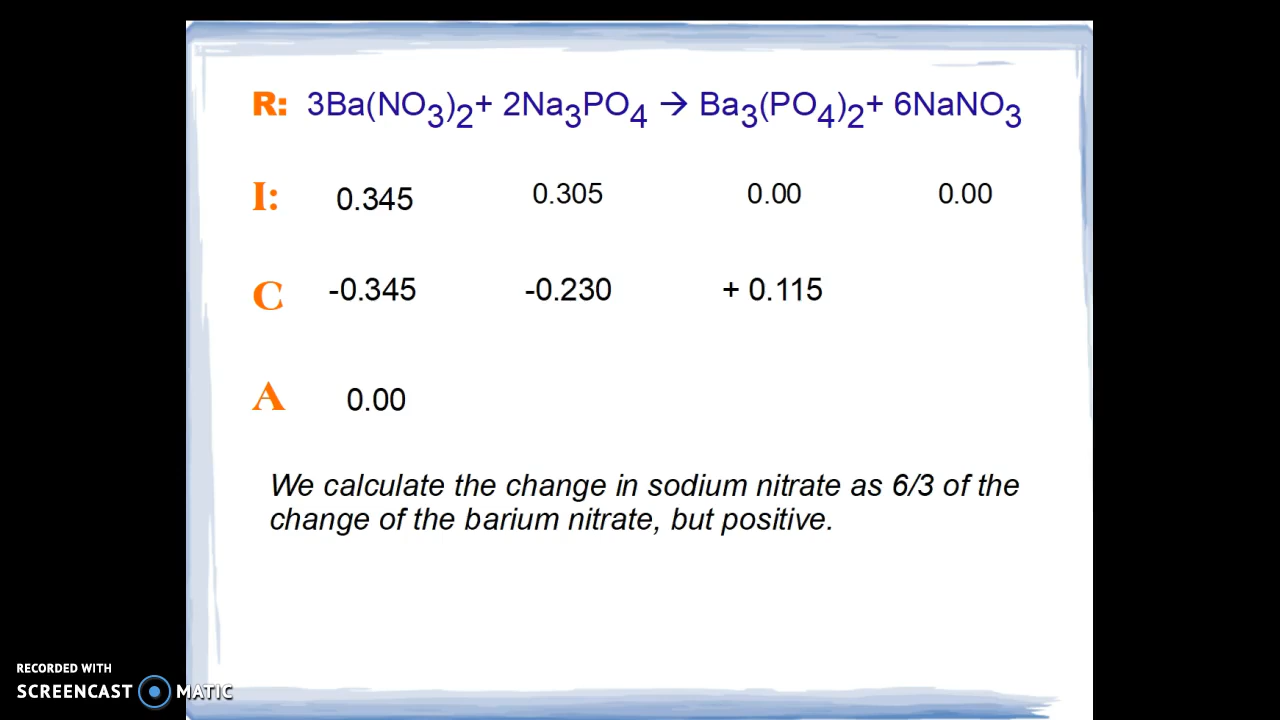 R: 3Ba(NO₃)₂+ 2Na₃PO₄ → Ba₃(PO₄)₂+ 6NaNO₃
I: 0.345 0.305 0.00 0.00
C -0.345 -0.230 + 0.115
A 0.00
We calculate the change in sodium nitrate as 6/3 of the
change of the barium nitrate, but positive.
RECORDED WITH
SCREENCAST MATIC